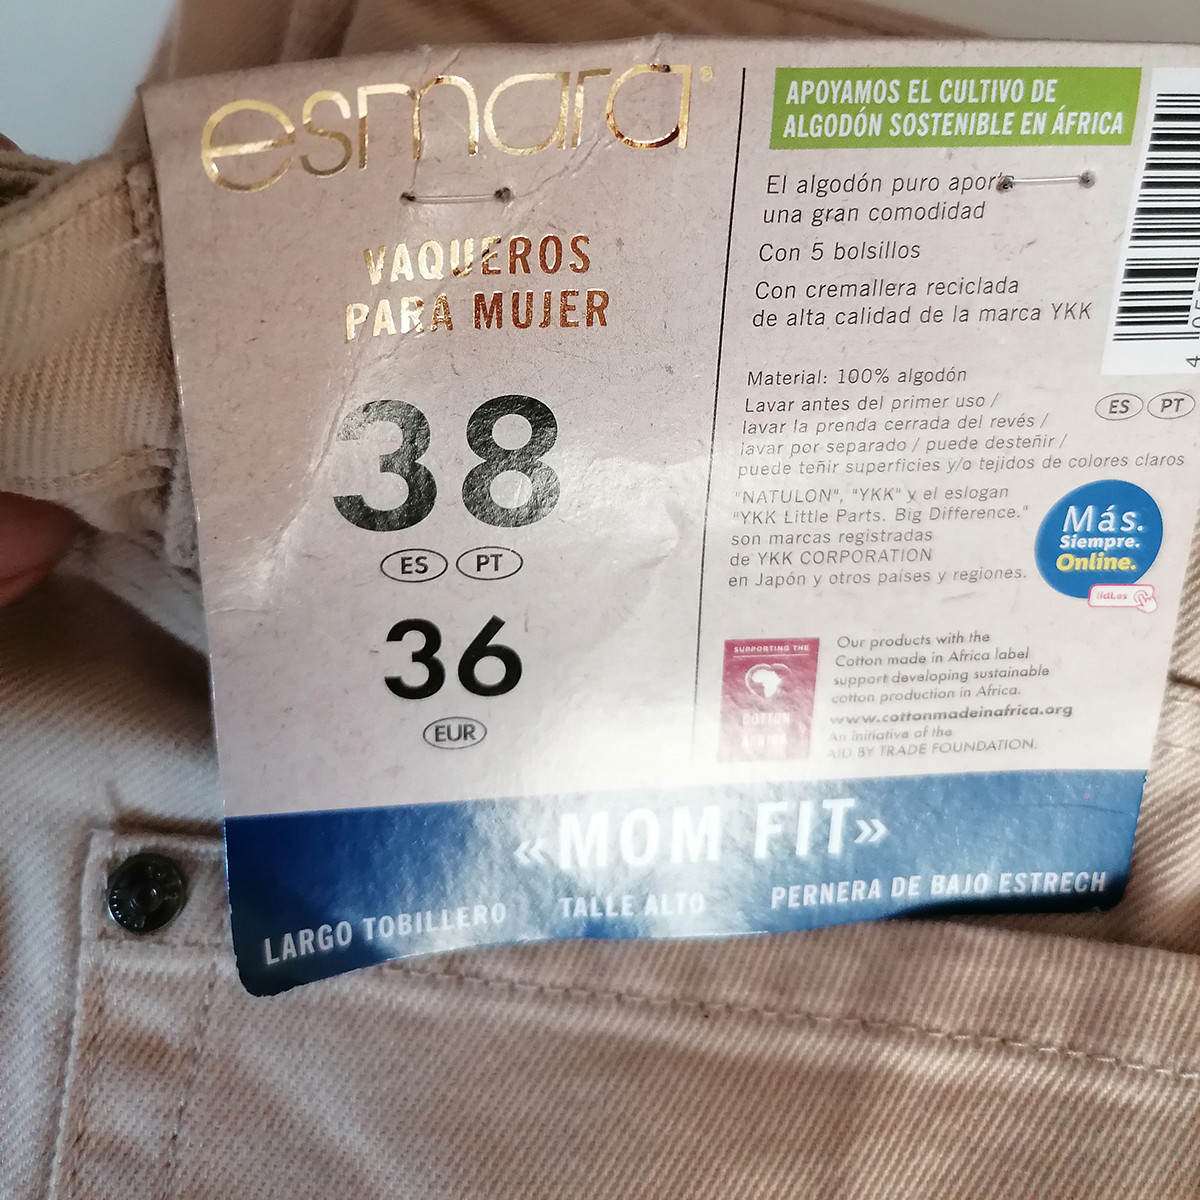 esmara®
VAQUEROS
PARA MUJER
38
ES PT
36
EUR
APOYAMOS EL CULTIVO DE
ALGODÓN SOSTENIBLE EN ÁFRICA
El algodón puro aporta
una gran comodidad
Con 5 bolsillos
Con cremallera reciclada
de alta calidad de la marca YKK
Material: 100% algodón
Lavar antes del primer uso /
lavar la prenda cerrada del revés /
lavar por separado / puede desteñir /
puede teñir superficies y/o tejidos de colores claros
ES PT
"NATULON", "YKK" y el eslogan
"YKK Little Parts. Big Difference."
son marcas registradas
de YKK CORPORATION
en Japón y otros países y regiones.
Más.
Siempre.
Online.
lidl.es
SUPPORTING THE
COTTON
Our products with the
Cotton made in Africa label
support developing sustainable
cotton production in Africa.
www.cottonmadeinafrica.org
An initiative of the
AID BY TRADE FOUNDATION.
«MOM FIT»
LARGO TOBILLERO TALLE ALTO PERNERA DE BAJO ESTRECH